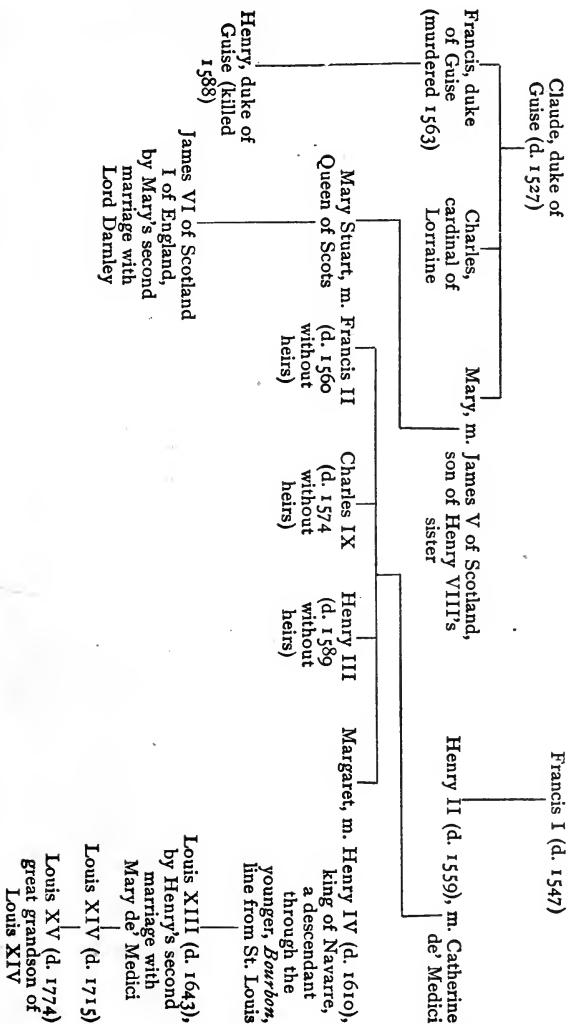 Claude, duke of
Guise (d. 1527)
Francis I (d. 1547)
Francis, duke
of Guise
(murdered 1563)
Charles,
cardinal of
Lorraine
Mary, m. James V of Scotland,
son of Henry VIII's
sister
Henry II (d. 1559), m. Catherine
de' Medici
Henry, duke of
Guise (killed
1588)
Mary Stuart, m. Francis II
Queen of Scots
(d. 1560
without
heirs)
Charles IX
(d. 1574
without
heirs)
Henry III
(d. 1589
without
heirs)
Margaret, m. Henry IV (d. 1610),
king of Navarre,
a descendant
through the
younger, Bourbon,
line from St. Louis
James VI of Scotland
I of England,
by Mary's second
marriage with
Lord Darnley
Louis XIII (d. 1643),
by Henry's second
marriage with
Mary de' Medici
Louis XIV (d. 1715)
Louis XV (d. 1774)
great grandson of
Louis XIV